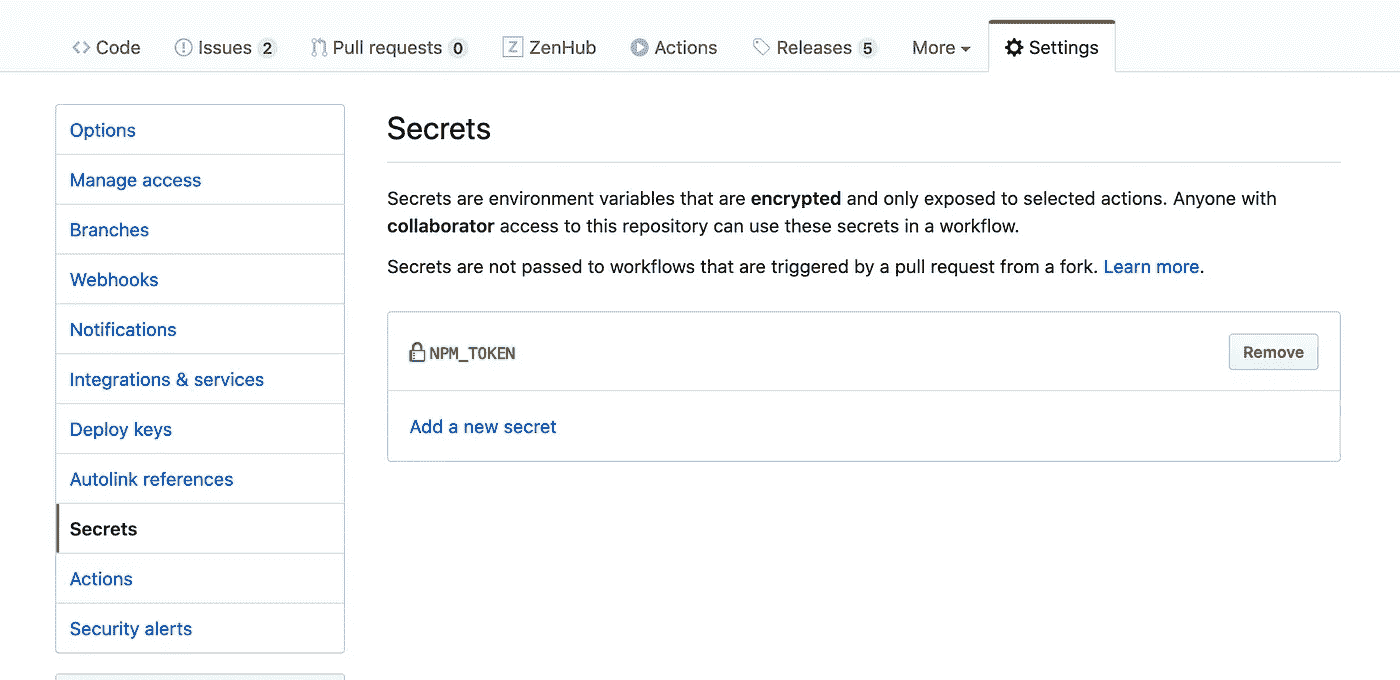 Code Issues 2 Pull requests 0 ZenHub Actions Releases 5 More Settings
Options
Manage access
Branches
Webhooks
Notifications
Integrations & services
Deploy keys
Autolink references
Secrets
Actions
Security alerts
Secrets
Secrets are environment variables that are encrypted and only exposed to selected actions. Anyone with
collaborator access to this repository can use these secrets in a workflow.
Secrets are not passed to workflows that are triggered by a pull request from a fork. Learn more.
NPM_TOKEN Remove
Add a new secret